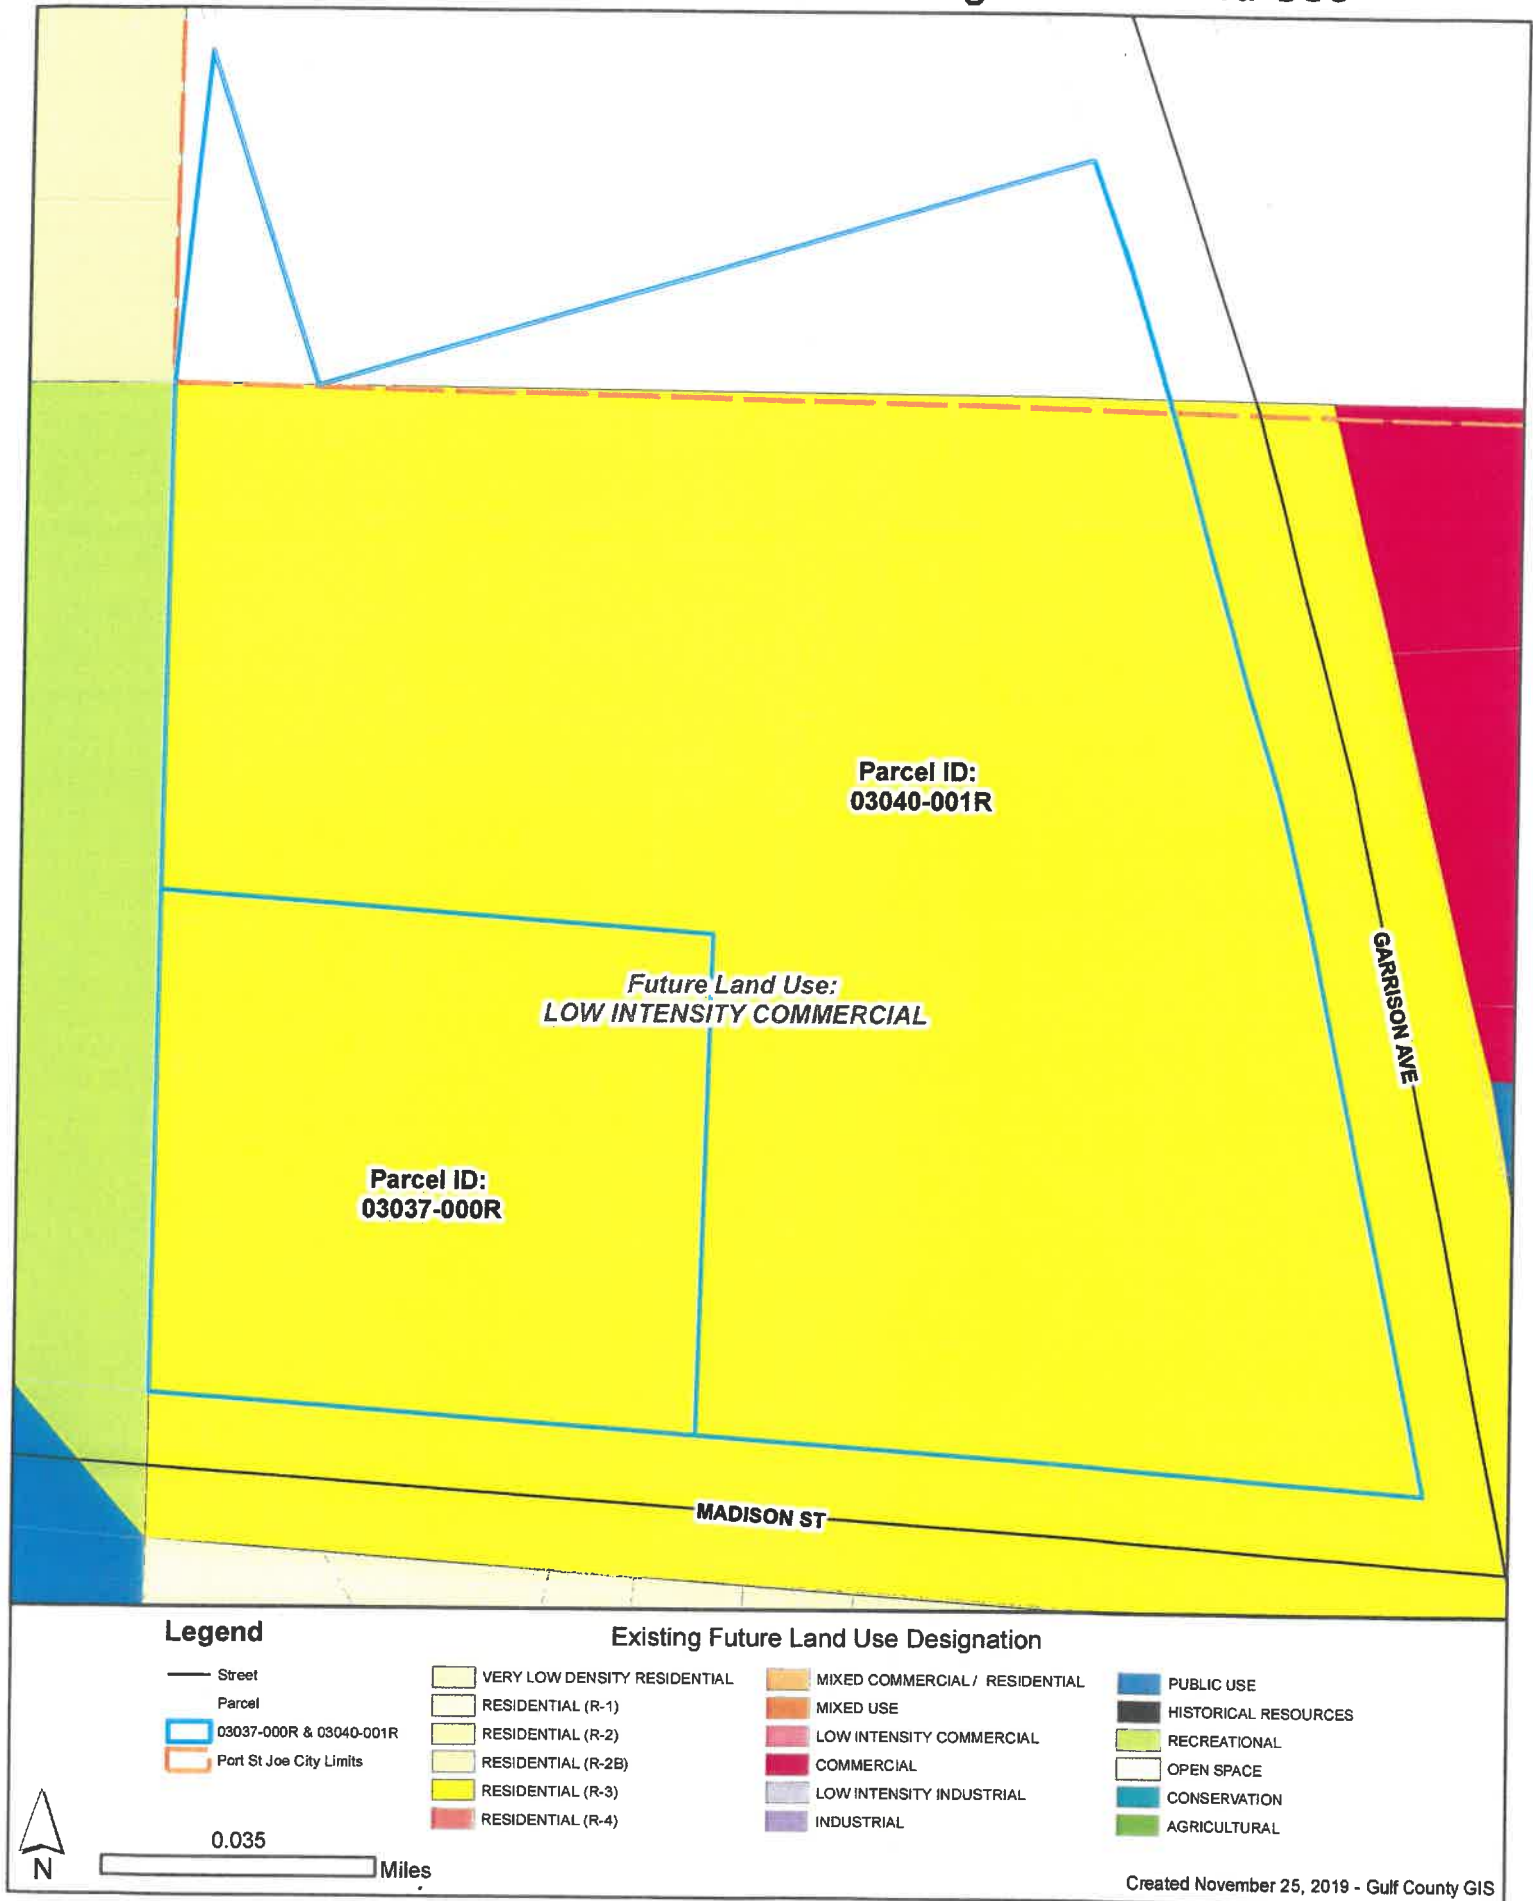 Parcel ID:
03040-001R
Future Land Use:
LOW INTENSITY COMMERCIAL
GARRISON AVE
Parcel ID:
03037-000R
MADISON ST
Legend
Street
Parcel
03037-000R & 03040-001R
Port St Joe City Limits
Existing Future Land Use Designation
VERY LOW DENSITY RESIDENTIAL
RESIDENTIAL (R-1)
RESIDENTIAL (R-2)
RESIDENTIAL (R-2B)
RESIDENTIAL (R-3)
RESIDENTIAL (R-4)
MIXED COMMERCIAL / RESIDENTIAL
MIXED USE
LOW INTENSITY COMMERCIAL
COMMERCIAL
LOW INTENSITY INDUSTRIAL
INDUSTRIAL
PUBLIC USE
HISTORICAL RESOURCES
RECREATIONAL
OPEN SPACE
CONSERVATION
AGRICULTURAL
N
0.035
Miles
Created November 25, 2019 - Gulf County GIS